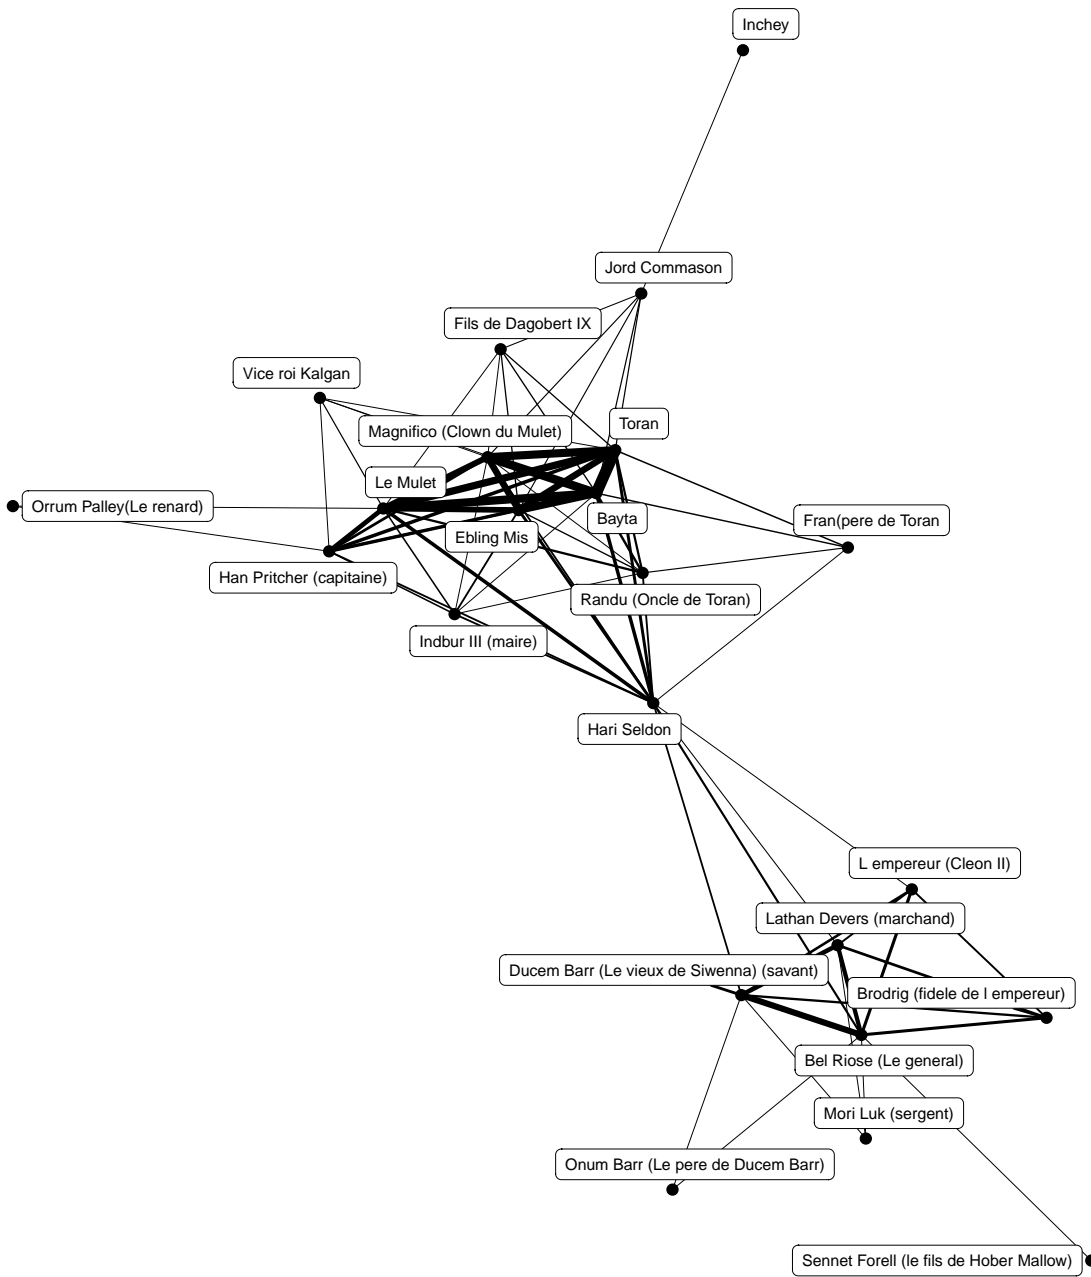 Inchey
Jord Commason
Fils de Dagobert IX
Vice roi Kalgan
Toran
Magnifico (Clown du Mulet)
Le Mulet
Orrum Palley(Le renard)
Bayta
Fran(pere de Toran
Ebling Mis
Han Pritcher (capitaine)
Randu (Oncle de Toran)
Indbur III (maire)
Hari Seldon
L empereur (Cleon II)
Lathan Devers (marchand)
Ducem Barr (Le vieux de Siwenna) (savant)
Brodrig (fidele de l empereur)
Bel Riose (Le general)
Mori Luk (sergent)
Onum Barr (Le pere de Ducem Barr)
Sennet Forell (le fils de Hober Mallow)